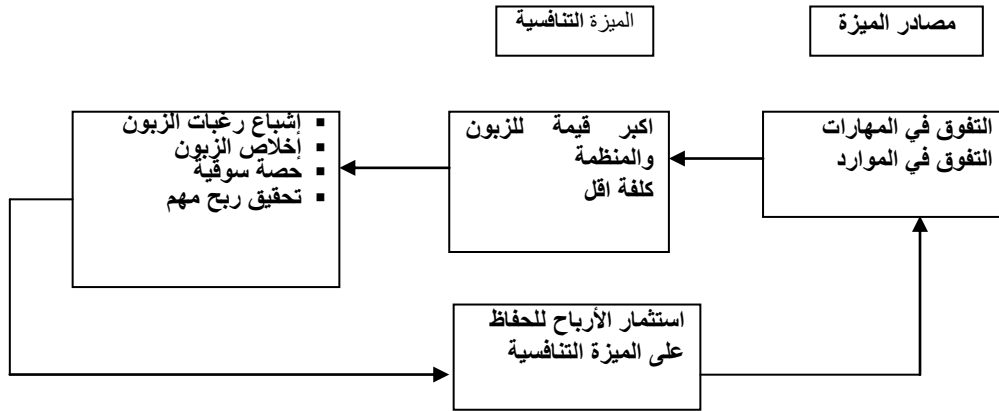 مصادر الميزة
الميزة التنافسية
التفوق في المهارات
التفوق في الموارد
اكبر قيمة للزبون
والمنظمة
كلفة اقل
▪ إشباع رغبات الزبون
▪ إخلاص الزبون
▪ حصة سوقية
▪ تحقيق ربح مهم
استثمار الأرباح للحفاظ
على الميزة التنافسية